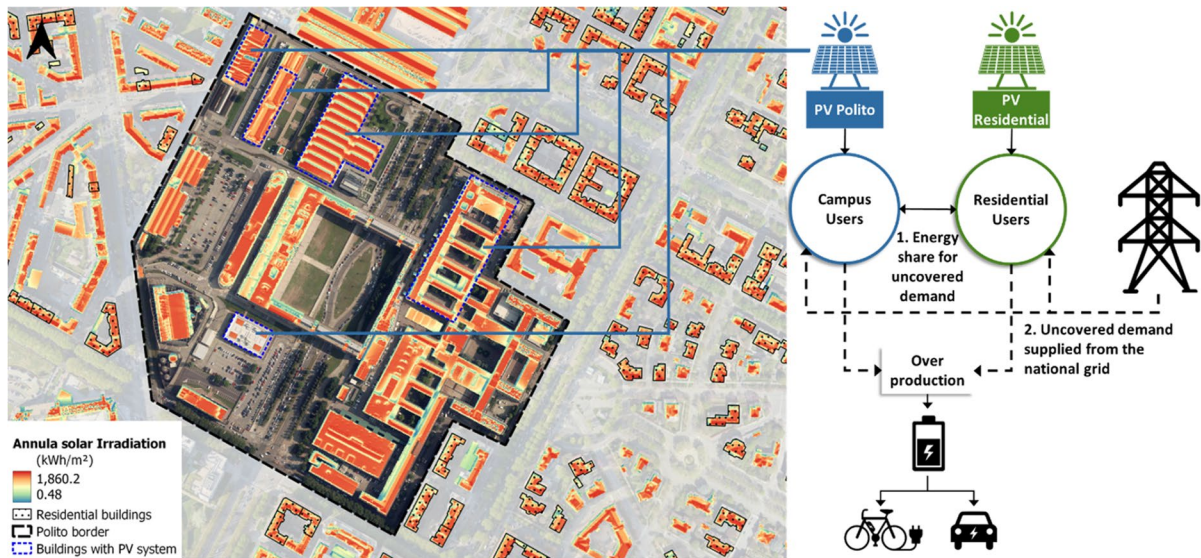 Annula solar Irradiation
(kWh/m²)
1,860.2
0.48
Residential buildings
Polito border
Buildings with PV system
PV Polito
PV
Residential
Campus
Users
Residential
Users
1. Energy
share for
uncovered
demand
2. Uncovered demand
supplied from the
national grid
Over
production